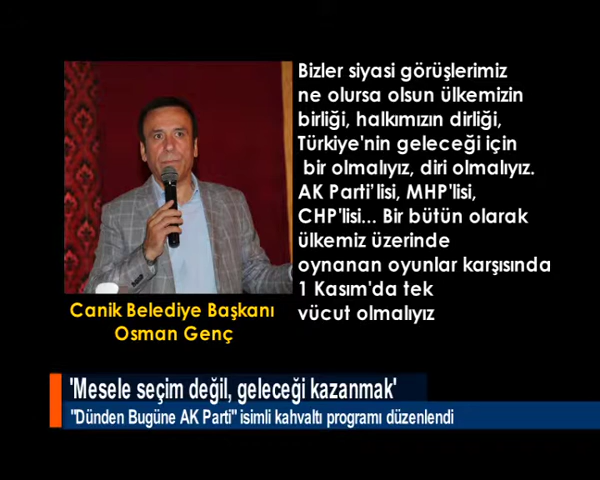 Bizler siyasi görüşlerimiz
ne olursa olsun ülkemizin
birliği, halkımızın dirliği,
Türkiye'nin geleceği için
bir olmalıyız, diri olmalıyız.
AK Parti'lisi, MHP'lisi,
CHP'lisi... Bir bütün olarak
ülkemiz üzerinde
oynanan oyunlar karşısında
1 Kasım'da tek
vücut olmalıyız
Canik Belediye Başkanı
Osman Genç
'Mesele seçim değil, geleceği kazanmak'
"Dünden Bugüne AK Parti" isimli kahvaltı programı düzenlendi